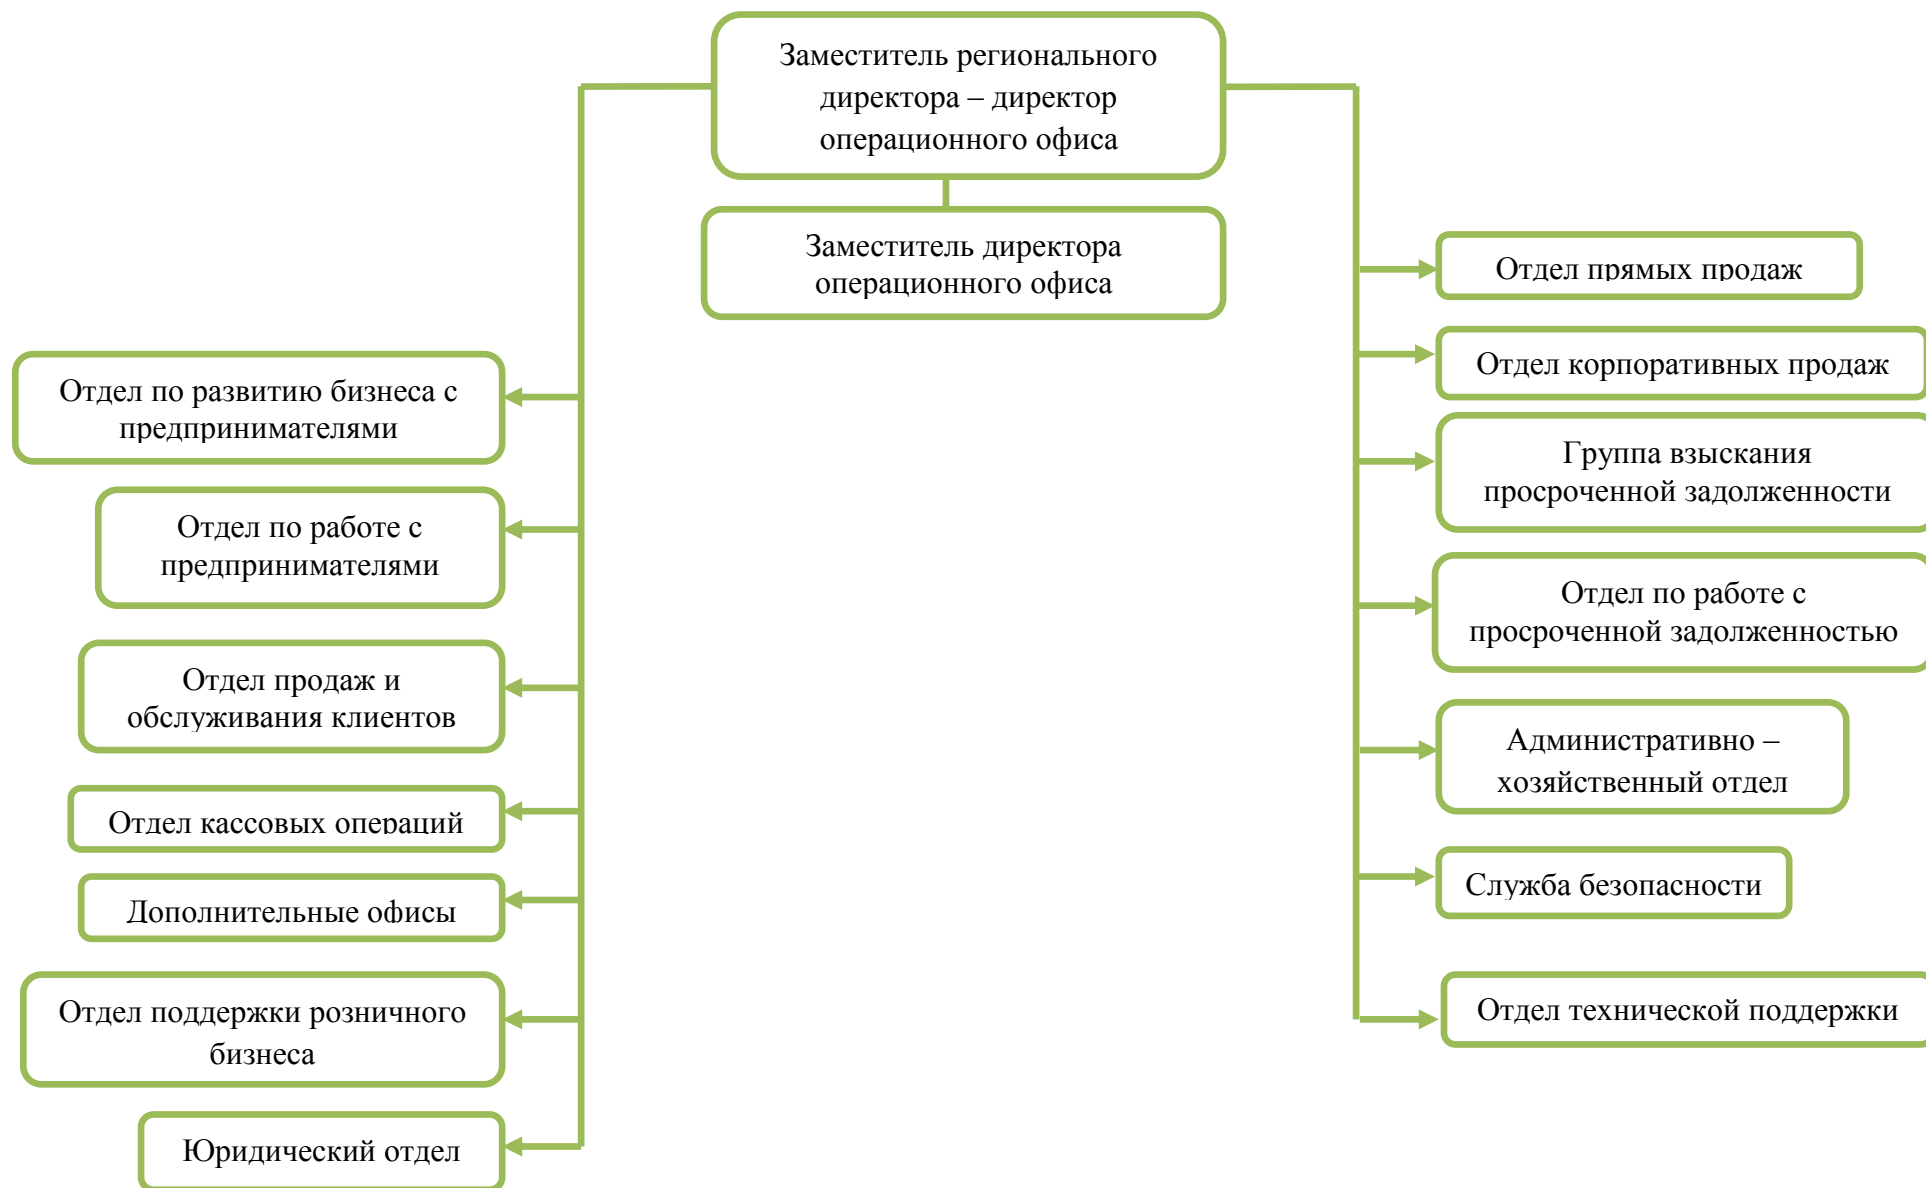 Заместитель регионального
директора – директор
операционного офиса
Заместитель директора
операционного офиса
Отдел по развитию бизнеса с
предпринимателями
Отдел по работе с
предпринимателями
Отдел продаж и
обслуживания клиентов
Отдел кассовых операций
Дополнительные офисы
Отдел поддержки розничного
бизнеса
Юридический отдел
Отдел прямых продаж
Отдел корпоративных продаж
Группа взыскания
просроченной задолженности
Отдел по работе с
просроченной задолженностью
Административно –
хозяйственный отдел
Служба безопасности
Отдел технической поддержки